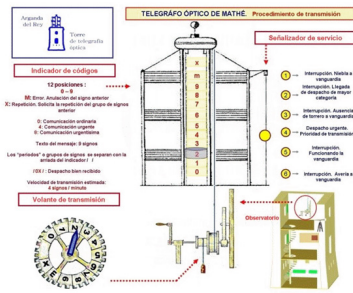 Arganda
del Rey
Torre
de telegrafía
óptica
TELEGRÁFO ÓPTICO DE MATHÉ. Procedimiento de transmisión
Indicador de códigos
12 posiciones :
0 – 9
M: Error. Anulación del signo anterior
X: Repetición. Solicita la repetición del grupo de signos
anterior
0: Comunicación ordinaria
4: Comunicación urgente
8: Comunicación urgentísima
Texto del mensaje: 9 signos
Los "periodos" o grupos de signos se separan con la
arriada del indicador / /
/0X/ : Despacho bien recibido
Velocidad de transmisión estimada:
4 signos / minuto
Volante de transmisión
x
m
9
8
7
6
5
4
3
2
1
0
Señalizador de servicio
1 Interrupción. Niebla a
vanguardia
2 Interrupción. Llegada
de despacho de mayor
categoría
3 Interrupción. Ausencia
de torrero a vanguardia
4 Despacho urgente.
Prioridad de transmisión
5 Interrupción.
Funcionando la
vanguardia
6 Interrupción. Avería a
vanguardia
Observatorio